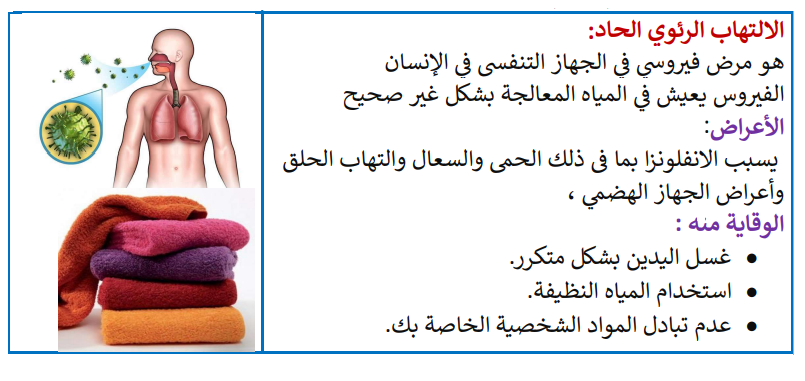 الالتهاب الرئوي الحاد:
هو مرض فيروسي في الجهاز التنفسى في الإنسان
الفيروس يعيش في المياه المعالجة بشكل غير صحيح
الأعراض:
يسبب الانفلونزا بما فى ذلك الحمى والسعال والتهاب الحلق
وأعراض الجهاز الهضمي ،
الوقاية منه :
• غسل اليدين بشكل متكرر.
• استخدام المياه النظيفة.
• عدم تبادل المواد الشخصية الخاصة بك.